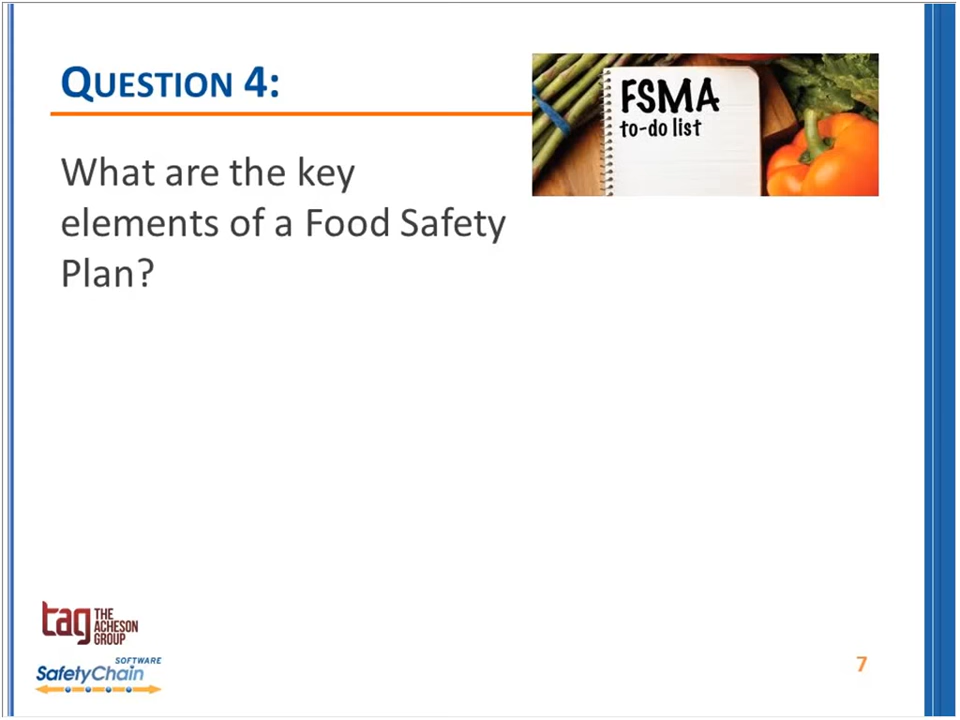 QUESTION 4:
FSMA
to-do list
What are the key
elements of a Food Safety
Plan?
tag THE
ACHESON
GROUP
SOFTWARE
SafetyChain
7